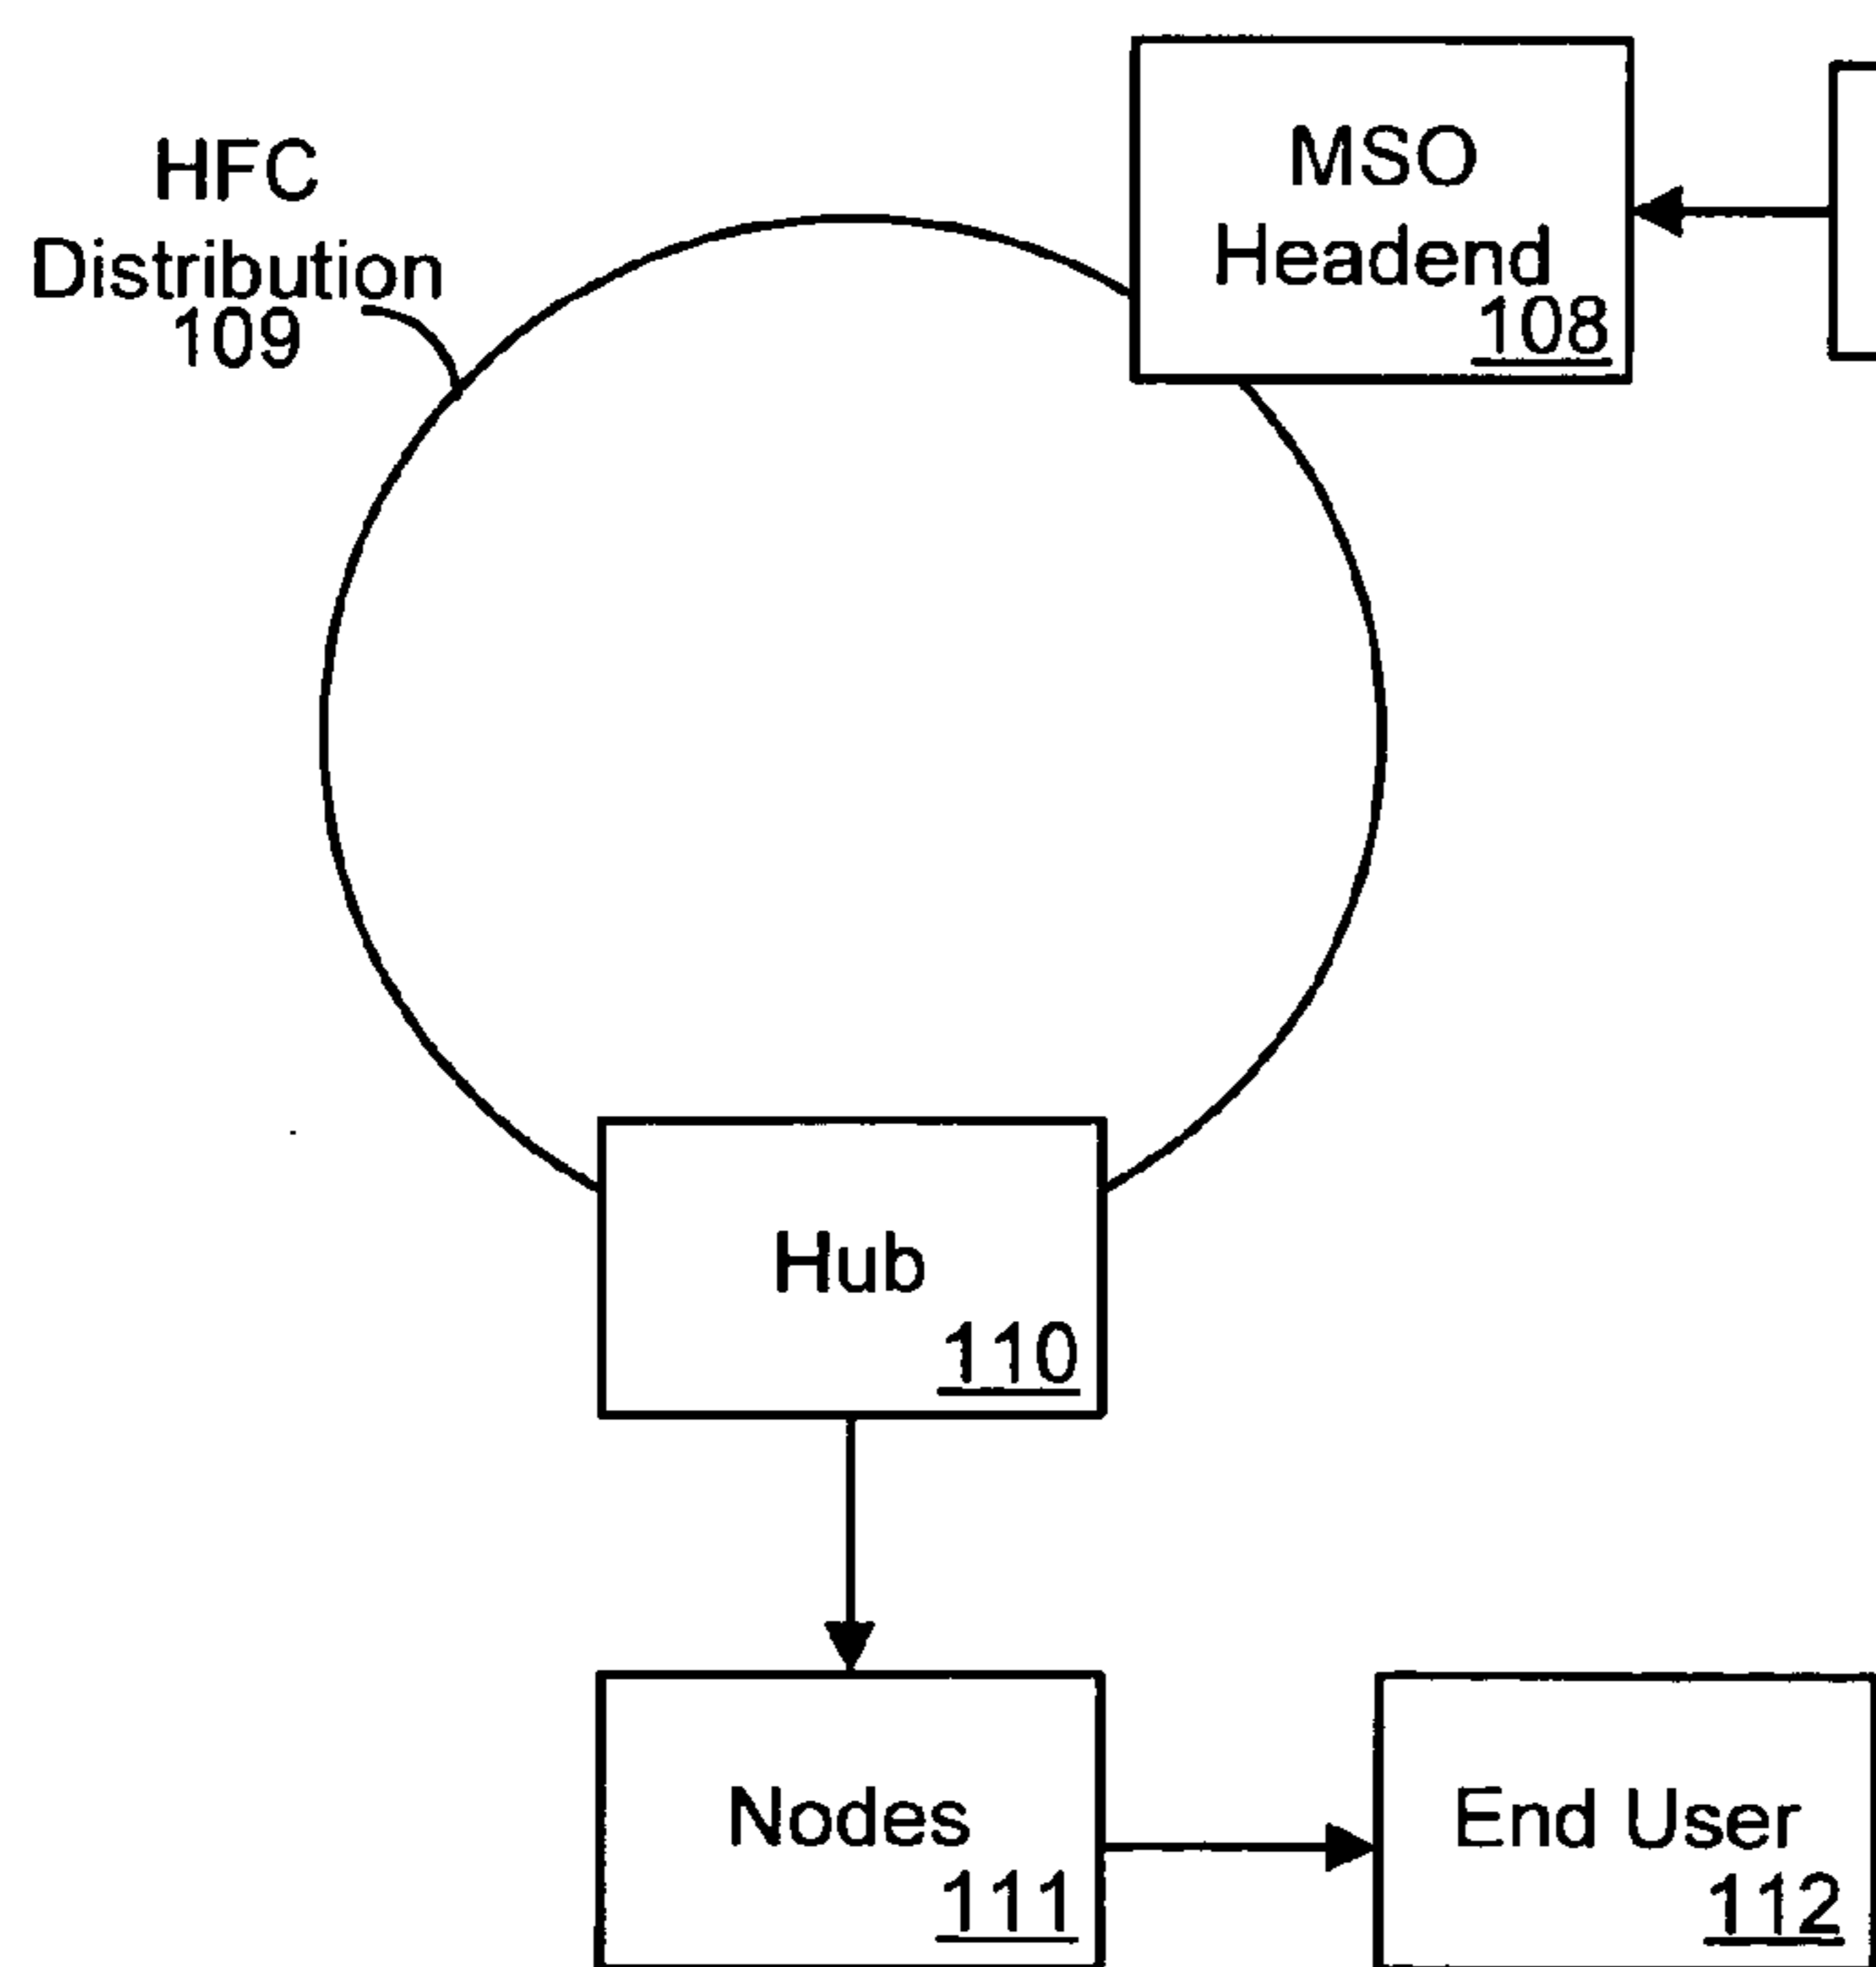 HFC
Distribution
109
MSO
Headend
108
Hub
110
Nodes
111
End User
112